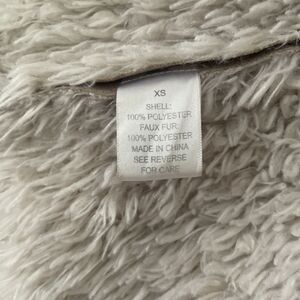 XS
SHELL:
100% POLYESTER
FAUX FUR:
100% POLYESTER
MADE IN CHINA
SEE REVERSE
FOR CARE